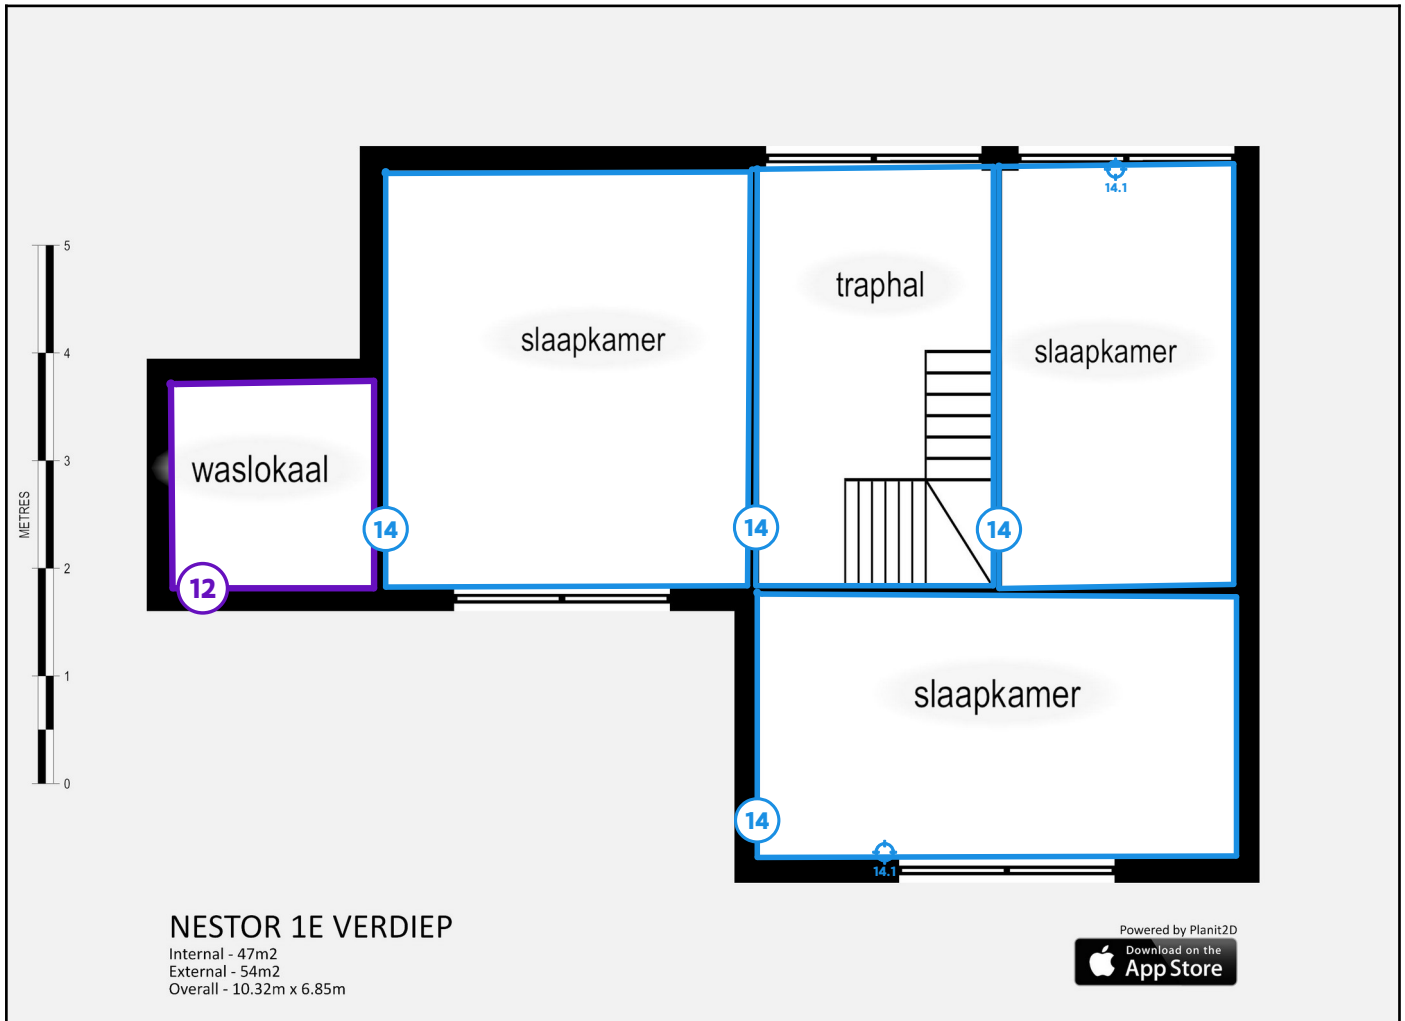 14.1
traphal
slaapkamer
slaapkamer
5
4
3
2
1
0
METRES
waslokaal
14
14
14
12
slaapkamer
14
14.1
NESTOR 1E VERDIEP
Internal - 47m2
External - 54m2
Overall - 10.32m x 6.85m
Powered by Planit2D
Download on the
App Store